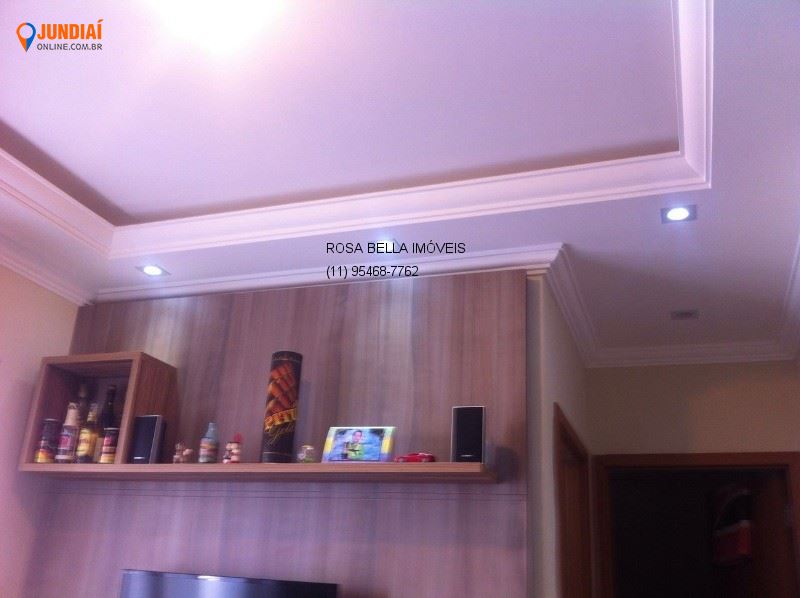 JUNDIAÍ
ONLINE.COM.BR
ROSA BELLA IMÓVEIS
(11) 95468-7762